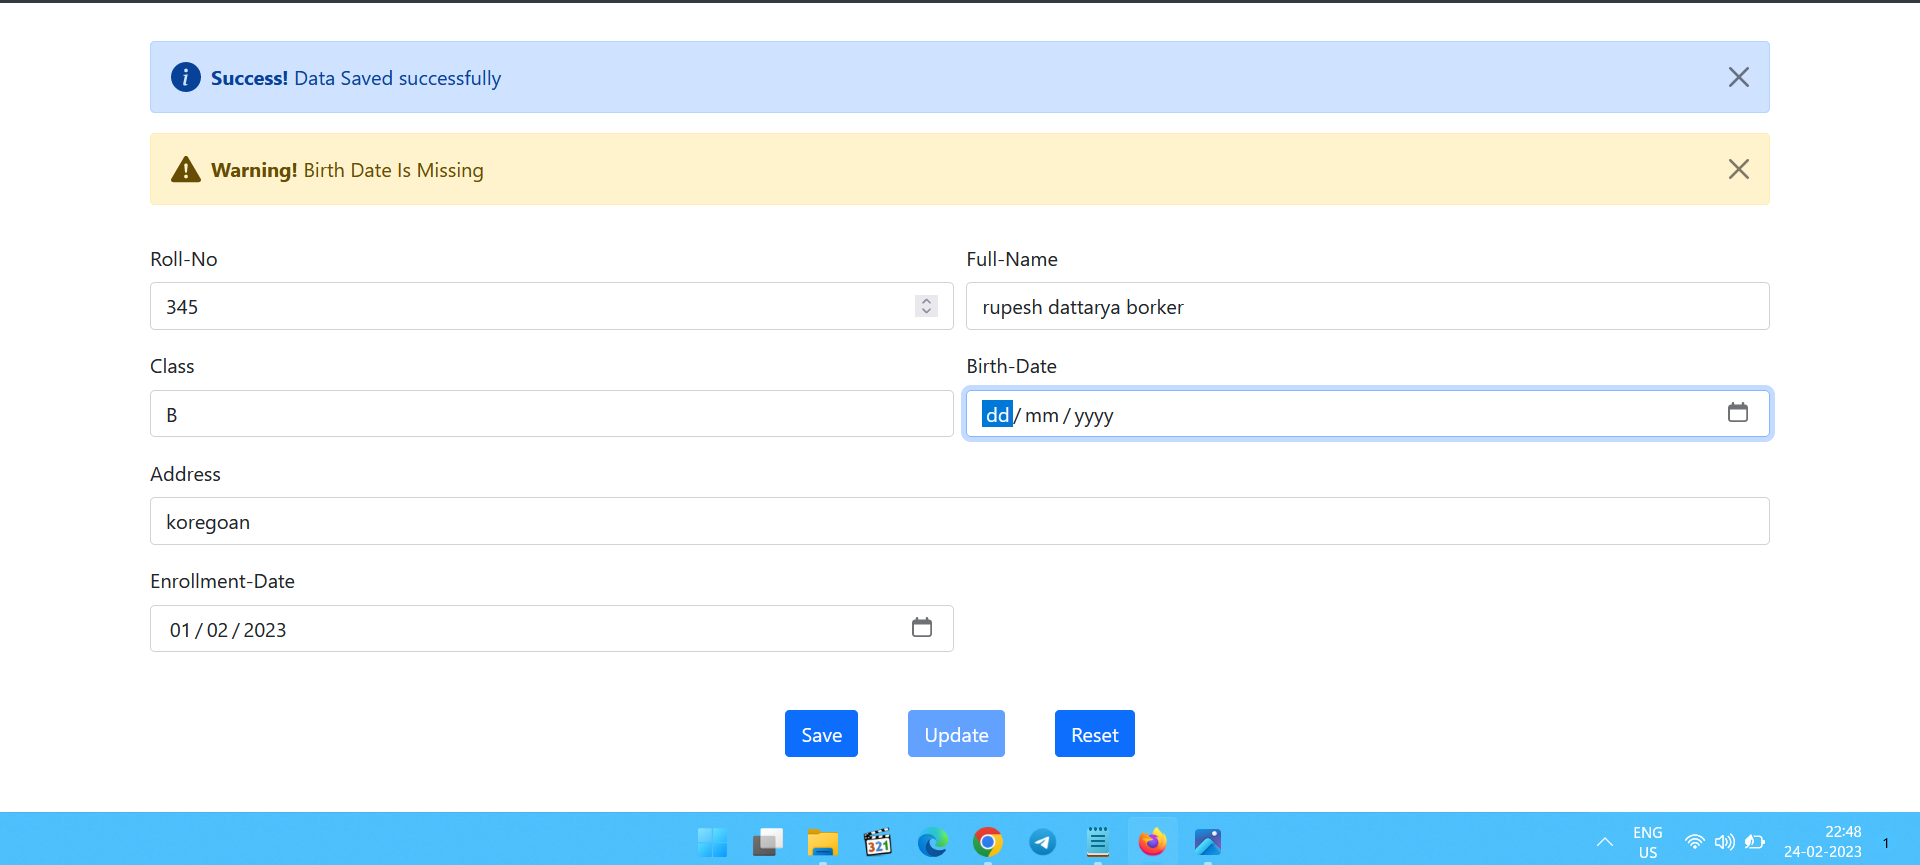 Success! Data Saved successfully
Warning! Birth Date Is Missing
Roll-No
Full-Name
345
rupesh dattarya borker
Class
Birth-Date
B
dd/mm/yyyy
Address
koregoan
Enrollment-Date
01/02/2023
Save
Update
Reset
321
ENG
US
22:48
24-02-2023
1